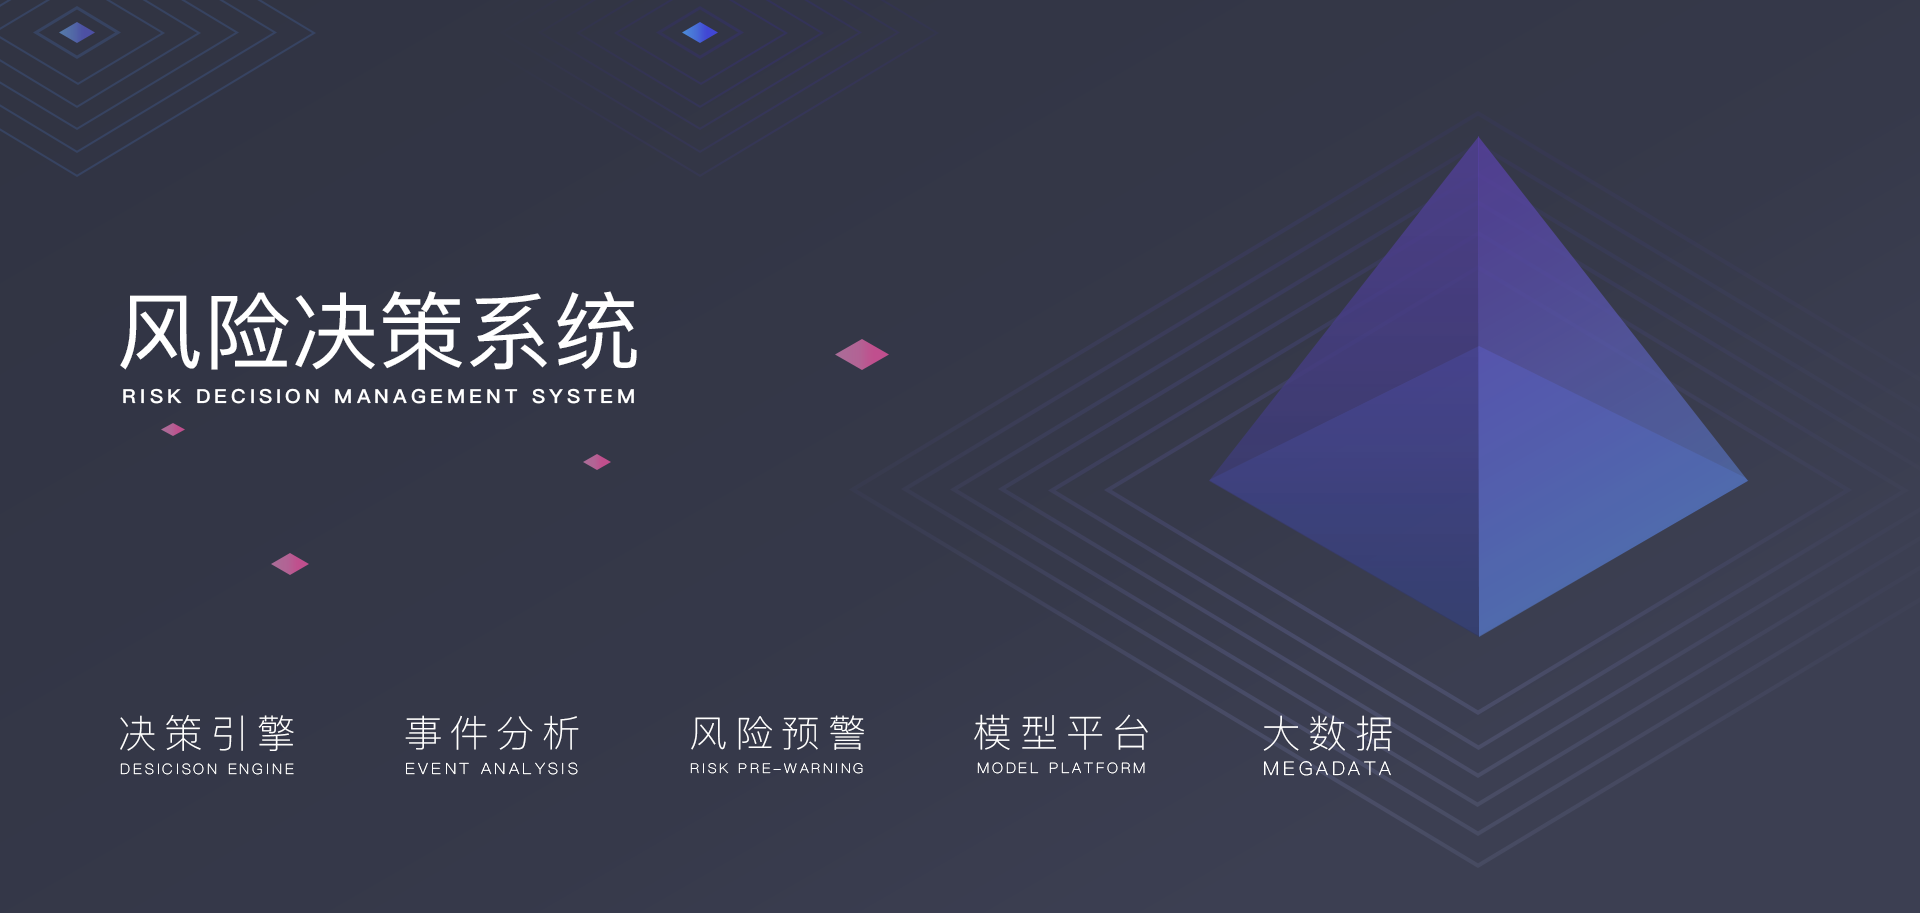 风险决策系统
RISK DECISION MANAGEMENT SYSTEM
决策引擎
DESICISON ENGINE
事件分析
EVENT ANALYSIS
风险预警
RISK PRE-WARNING
模型平台
MODEL PLATFORM
大数据
MEGADATA